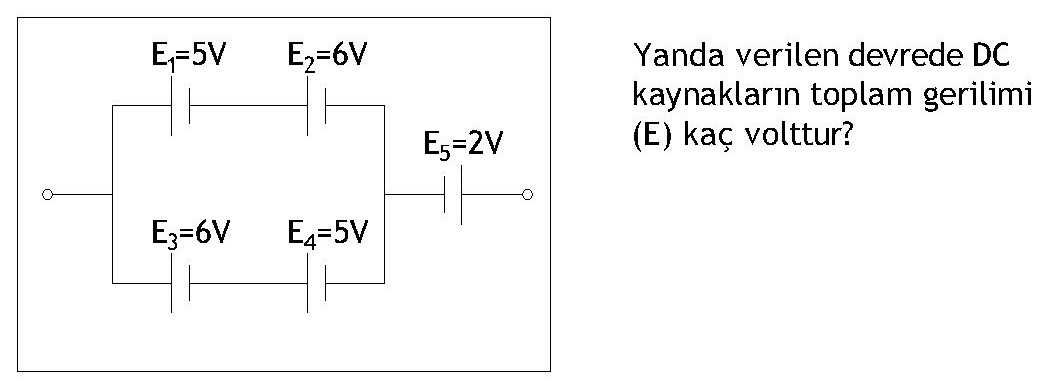 E₁=5V E₂=6V
E₅=2V
E₃=6V E₄=5V
Yanda verilen devrede DC
kaynakların toplam gerilimi
(E) kaç volttur?